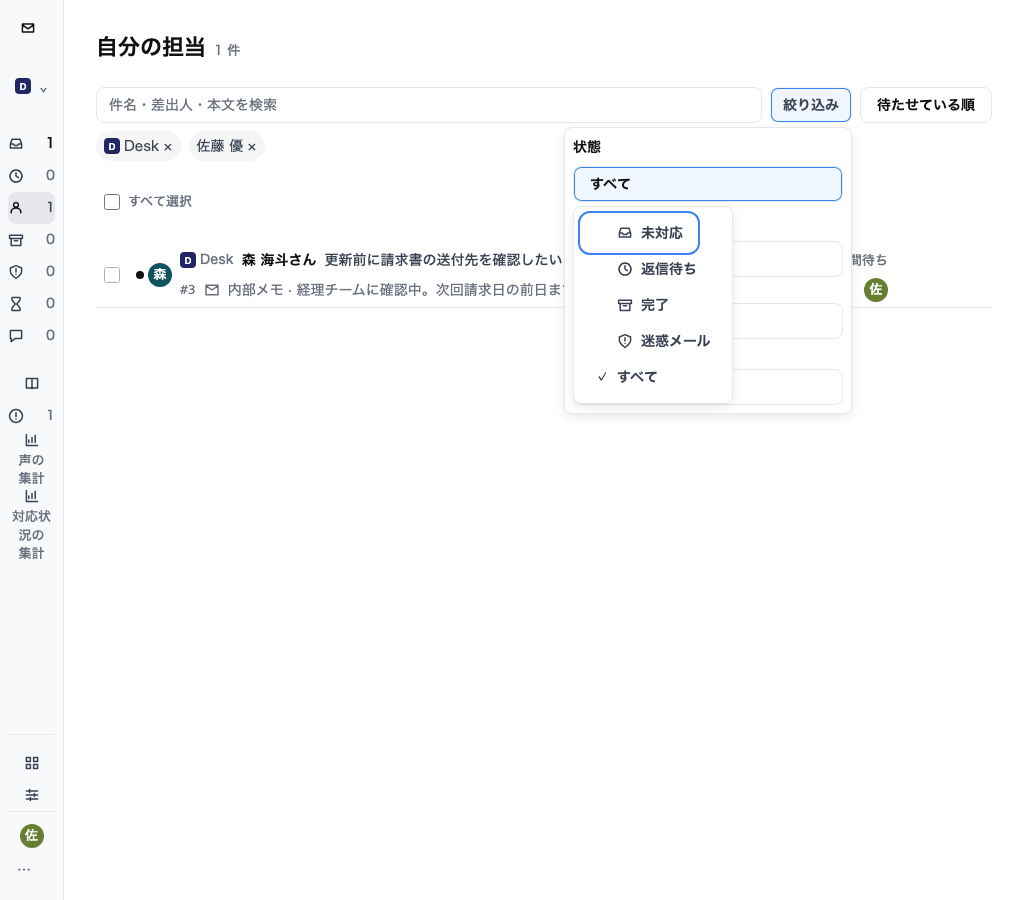 自分の担当 1 件
D
件名・差出人・本文を検索
絞り込み
待たせている順
D Desk ×
佐藤 優 ×
状態
すべて
1
0
1
0
0
0
0
1
声の
集計
対応状
況の
集計
佐
…
すべて選択
森
D Desk 森 海斗さん 更新前に請求書の送付先を確認したい
#3 内部メモ · 経理チームに確認中。次回請求日の前日ま
間待ち
佐
未対応
返信待ち
完了
迷惑メール
✓ すべて